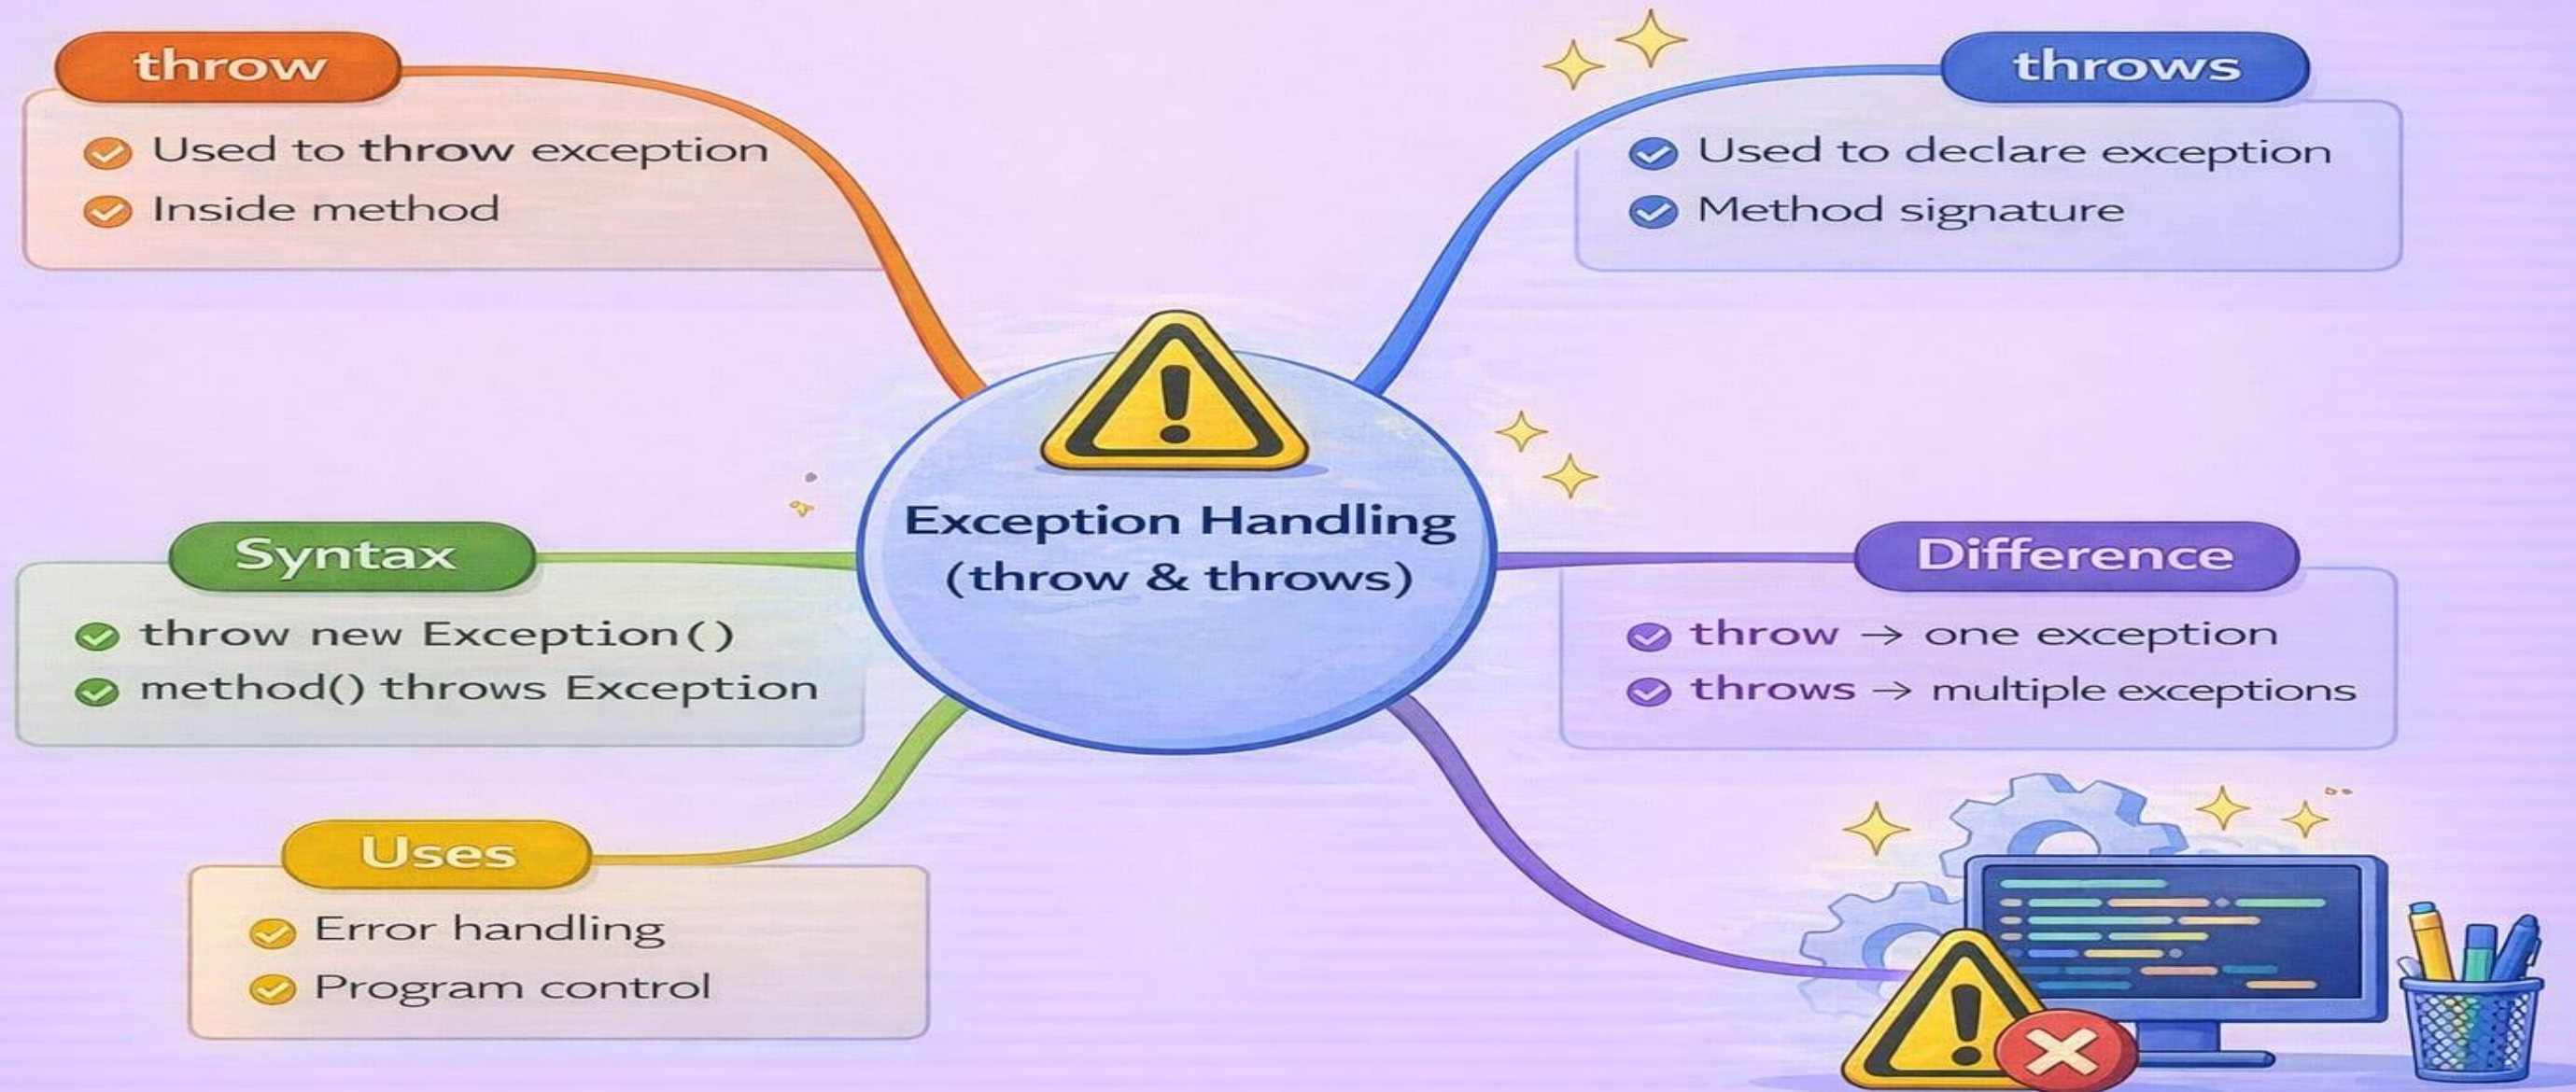 throw
Used to throw exception
Inside method
throws
Used to declare exception
Method signature
Exception Handling
(throw & throws)
Syntax
throw new Exception()
method() throws Exception
Difference
throw → one exception
throws → multiple exceptions
Uses
Error handling
Program control